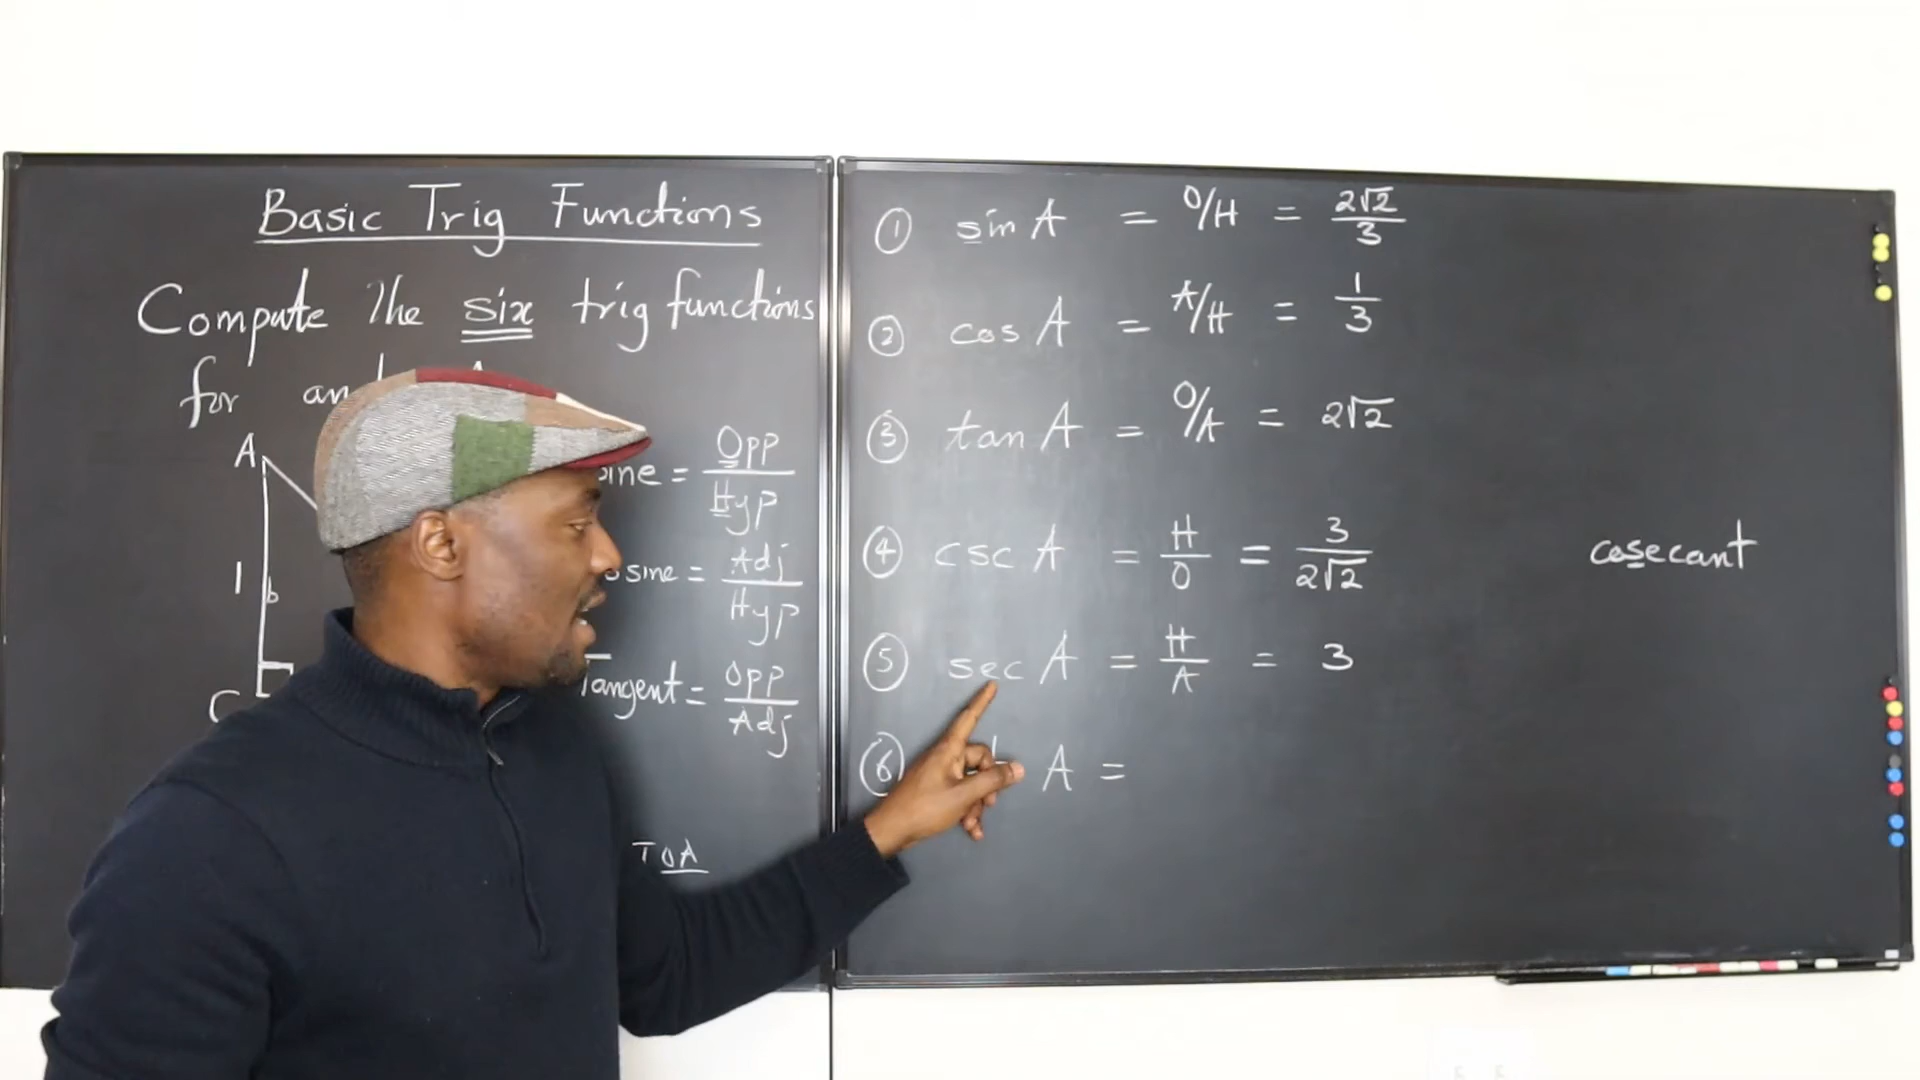 Basic Trig Functions
Compute the six trig functions
for
A
1
b
C
sine = Opp/Hyp
sine = Adj/Hyp
Tangent = Opp/Adj
TOA
① sin A = O/H = 2√2/3
② cos A = A/H = 1/3
③ tan A = O/A = 2√2
④ csc A = H/O = 3/2√2
cosecant
⑤ sec A = H/A = 3
⑥ A =